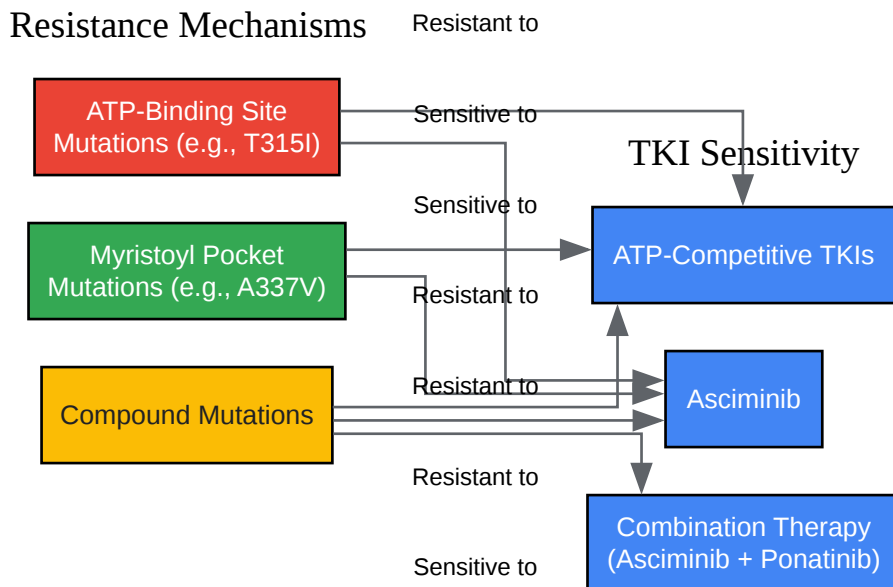 Resistance Mechanisms
Resistant to
ATP-Binding Site
Mutations (e.g., T315I)
Sensitive to
TKI Sensitivity
Sensitive to
Myristoyl Pocket
Mutations (e.g., A337V)
ATP-Competitive TKIs
Resistant to
Resistant to
Compound Mutations
Asciminib
Resistant to
Combination Therapy
(Asciminib + Ponatinib)
Sensitive to